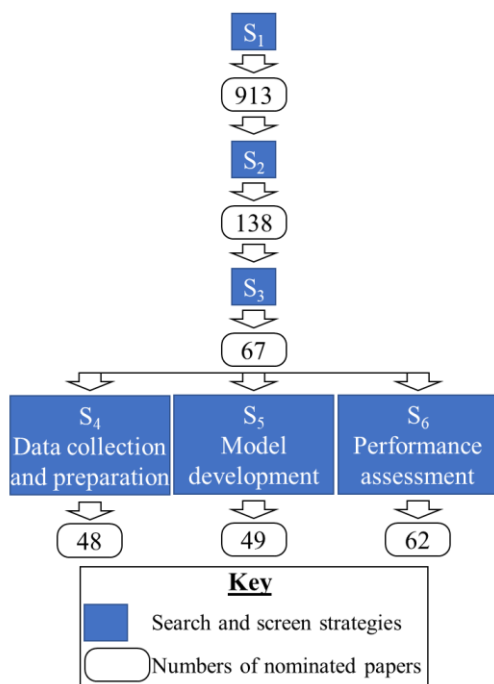 S₁
913
S₂
138
S₃
67
S₄
Data collection
and preparation
S₅
Model
development
S₆
Performance
assessment
48
49
62
Key
Search and screen strategies
Numbers of nominated papers